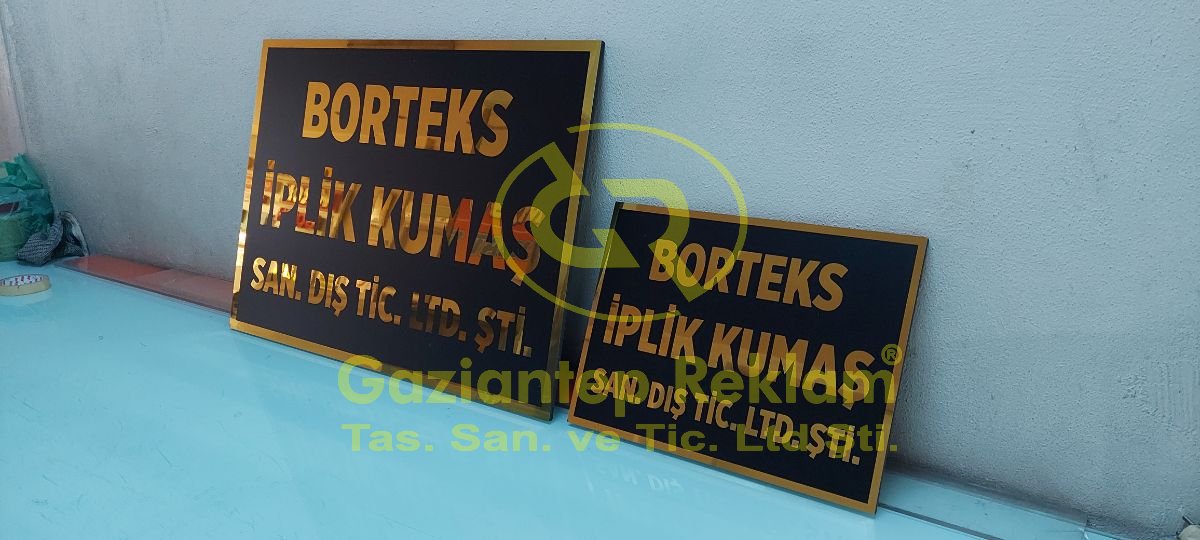 BORTEKS
İPLİK KUMAŞ
SAN. DIŞ TİC. LTD. ŞTİ.
BORTEKS
İPLİK KUMAŞ
SAN. DIŞ TİC. LTD. ŞTİ.
GR
Gaziantep Reklam®
Tas. San. ve Tic. Ltd Şti.